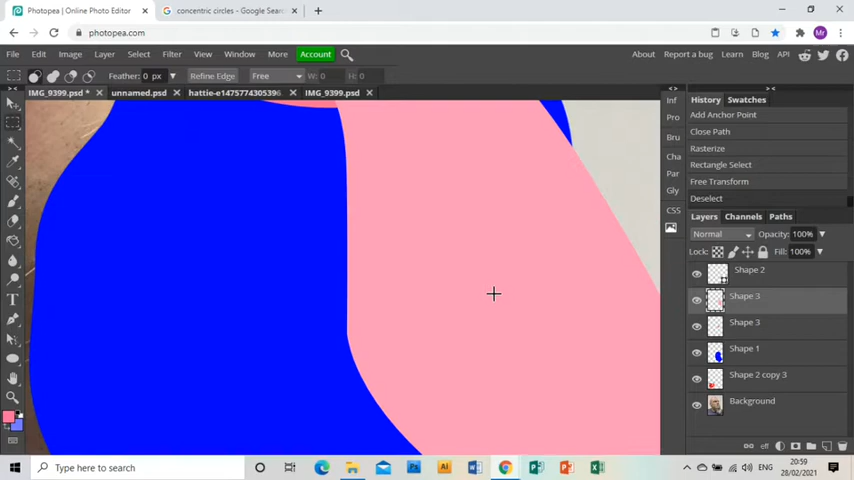 Photopea | Online Photo Editor
concentric circles - Google Sear
photopea.com
File Edit Image Layer Select Filter View Window More Account
About Report a bug Learn Blog API
Feather: 0 px Refine Edge Free W: 0 H: 0
IMG_9399.psd * unnamed.psd hattie-e1475774305396 IMG_9399.psd
Inf
Pro
Bru
Cha
Par
Gly
CSS
History Swatches
Add Anchor Point
Close Path
Rasterize
Rectangle Select
Free Transform
Deselect
Layers Channels Paths
Normal Opacity: 100%
Lock: Fill: 100%
Shape 2
Shape 3
Shape 3
Shape 1
Shape 2 copy 3
Background
Type here to search
ENG
20:59
28/02/2021